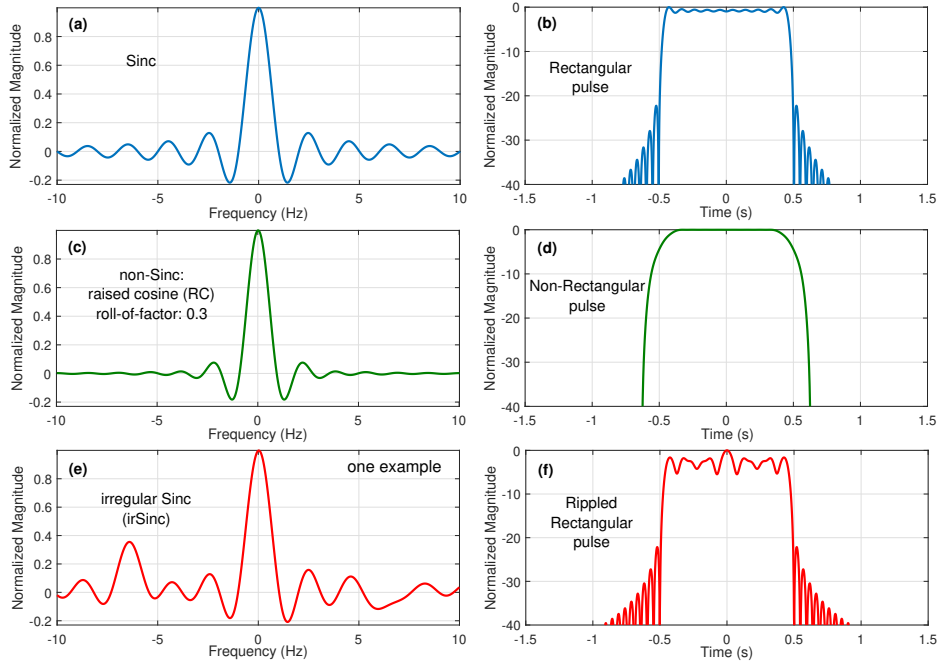 (a)
Sinc
Normalized Magnitude
0.8
0.6
0.4
0.2
0
-0.2
-10
-5
0
5
10
Frequency (Hz)
(b)
Rectangular
pulse
Normalized Magnitude
0
-10
-20
-30
-40
-1.5
-1
-0.5
0
0.5
1
1.5
Time (s)
(c)
non-Sinc:
raised cosine (RC)
roll-of-factor: 0.3
Normalized Magnitude
0.8
0.6
0.4
0.2
0
-0.2
-10
-5
0
5
10
Frequency (Hz)
(d)
Non-Rectangular
pulse
Normalized Magnitude
0
-10
-20
-30
-40
-1.5
-1
-0.5
0
0.5
1
1.5
Time (s)
(e)
one example
irregular Sinc
(irSinc)
Normalized Magnitude
0.8
0.6
0.4
0.2
0
-0.2
-10
-5
0
5
10
Frequency (Hz)
(f)
Rippled
Rectangular
pulse
Normalized Magnitude
0
-10
-20
-30
-40
-1.5
-1
-0.5
0
0.5
1
1.5
Time (s)